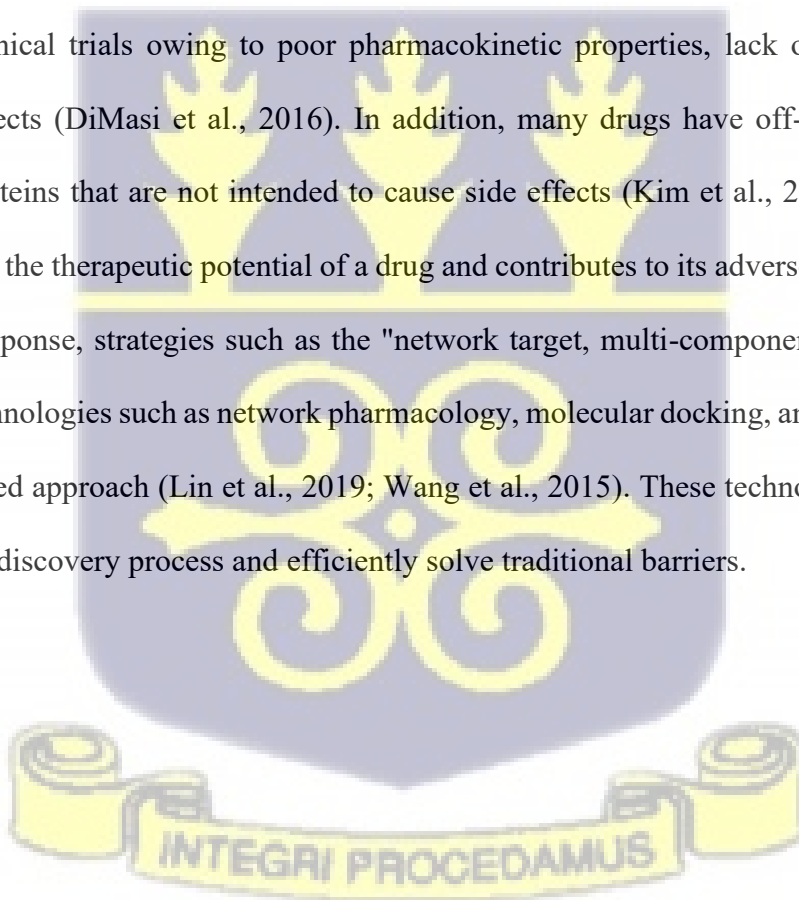 nical trials owing to poor pharmacokinetic properties, lack o
ects (DiMasi et al., 2016). In addition, many drugs have off-
teins that are not intended to cause side effects (Kim et al., 2
the therapeutic potential of a drug and contributes to its advers
ponse, strategies such as the "network target, multi-componen
hnologies such as network pharmacology, molecular docking, an
ed approach (Lin et al., 2019; Wang et al., 2015). These techno
discovery process and efficiently solve traditional barriers.
INTEGRI PROCEDAMUS